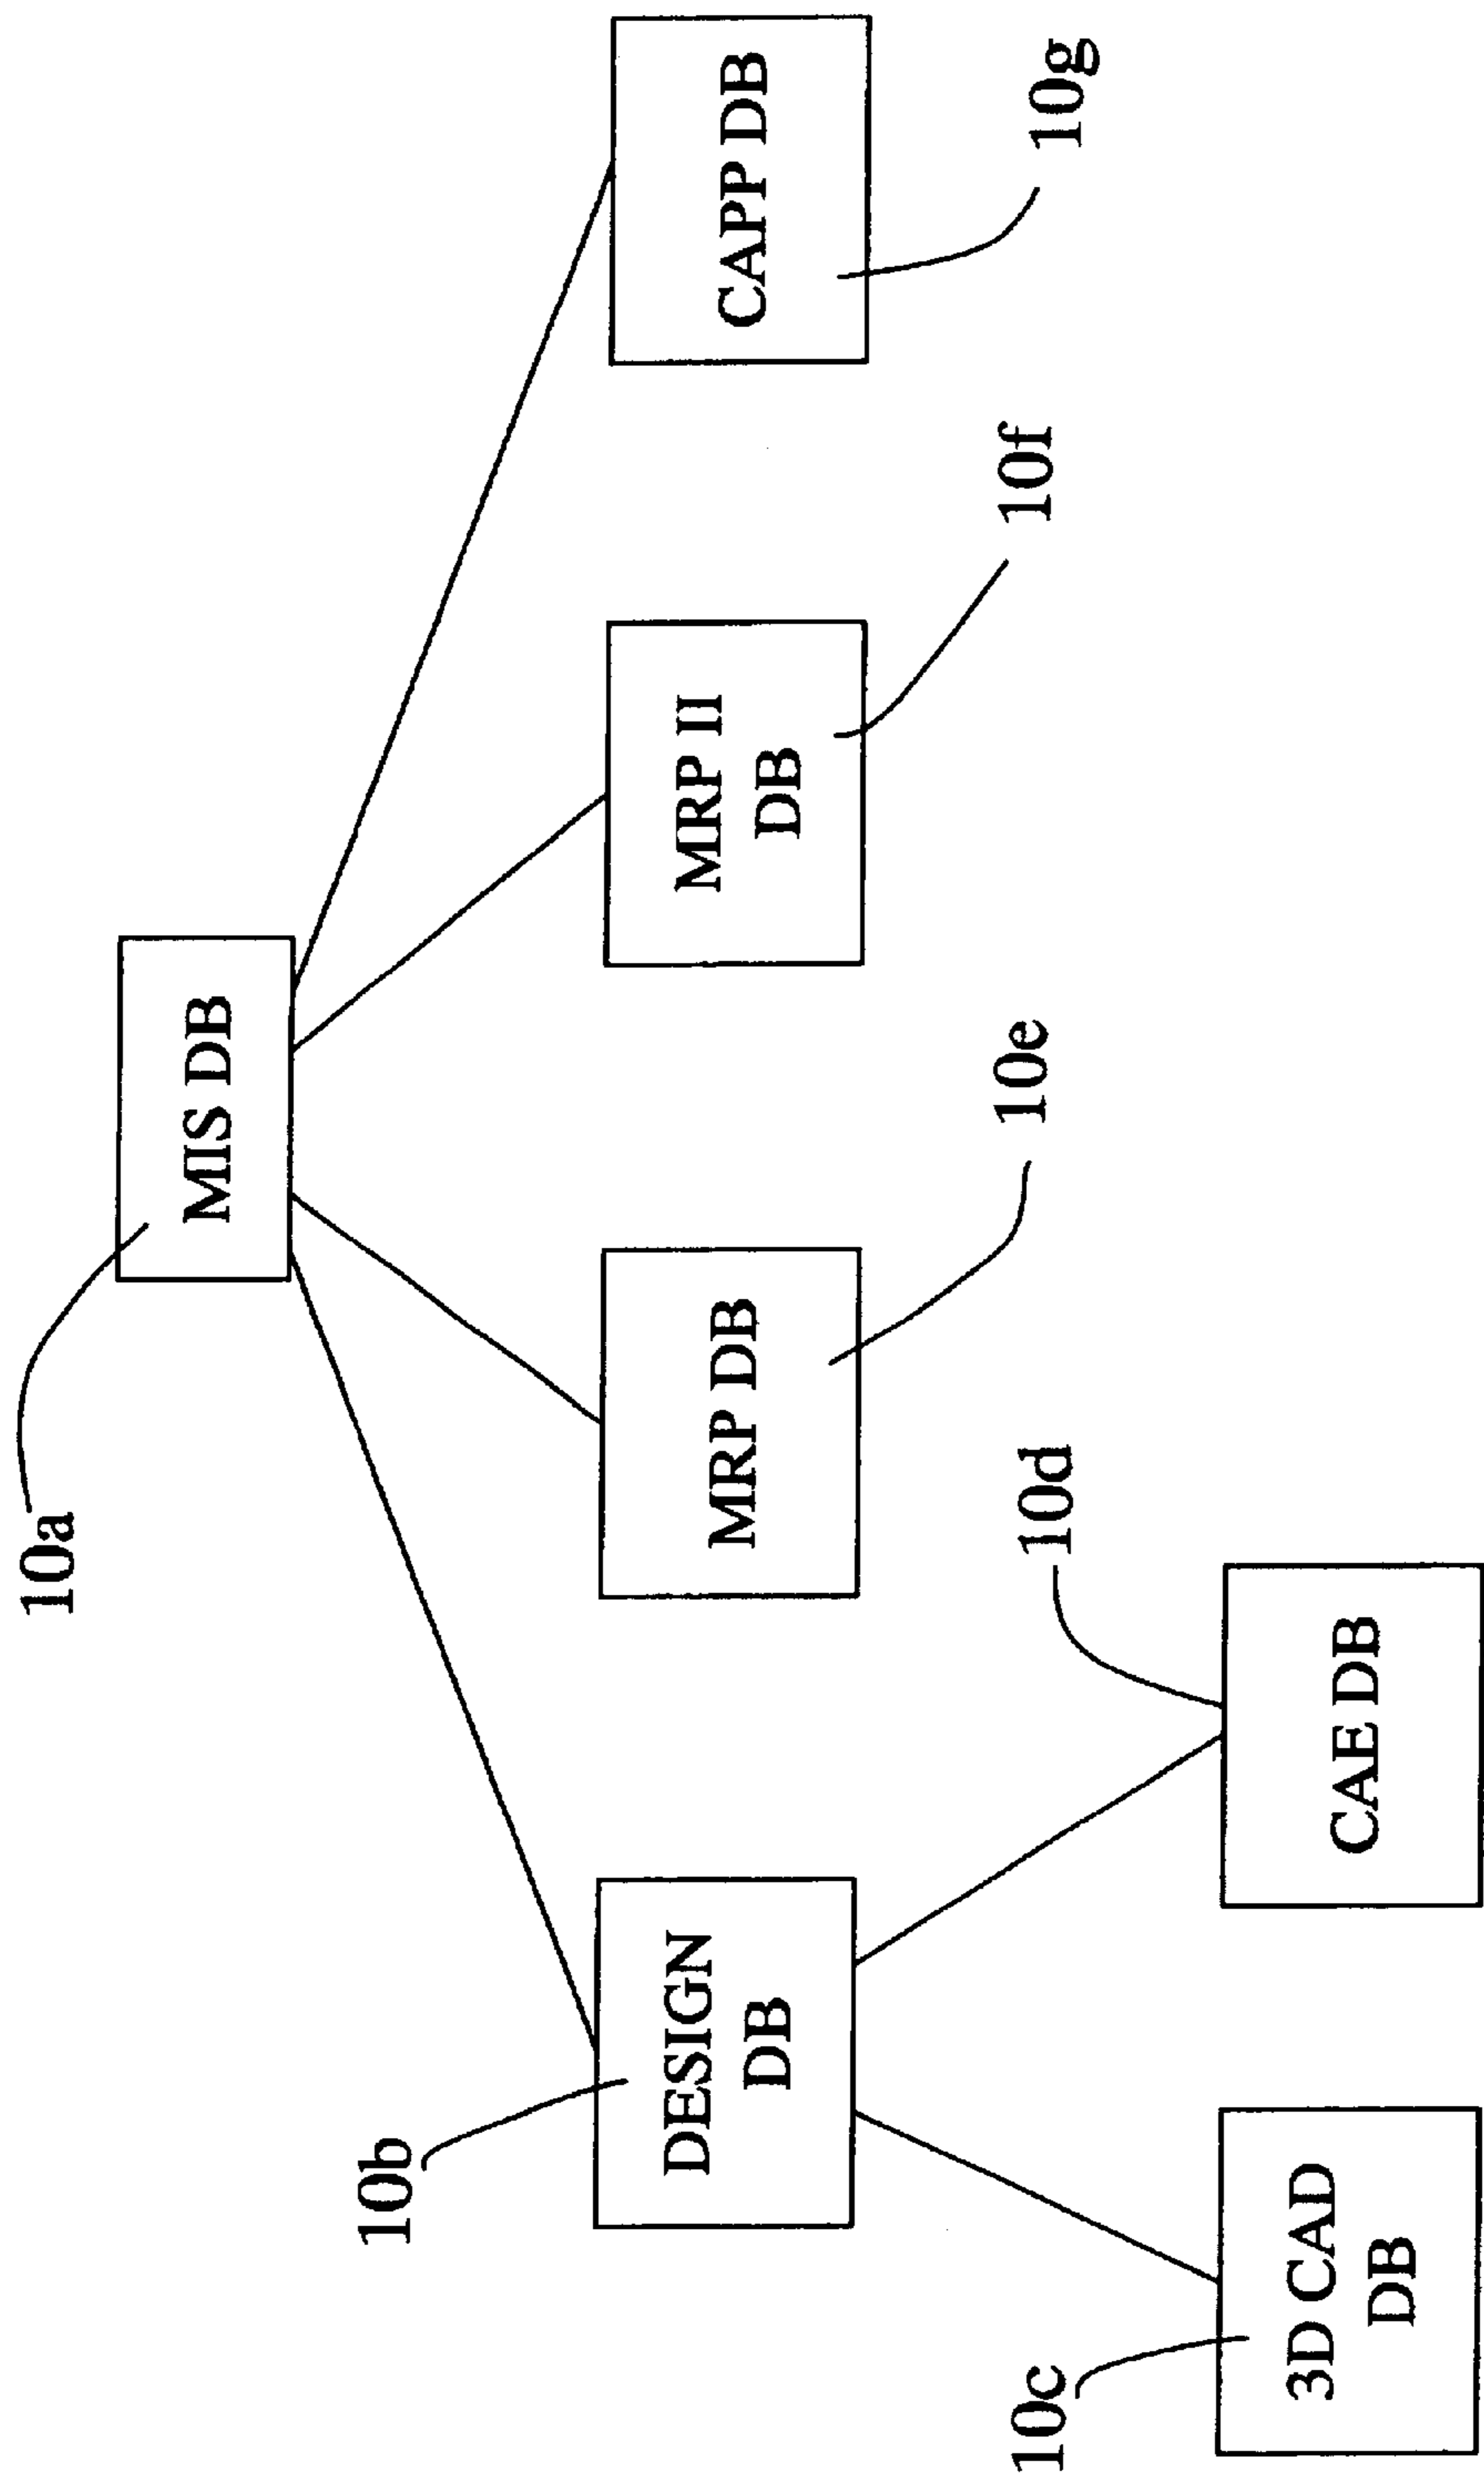 10a
MIS DB
10b
DESIGN
DB
MRP DB
10e
MRP II
DB
10f
CAPP DB
10g
10c
3D CAD
DB
10d
CAE DB